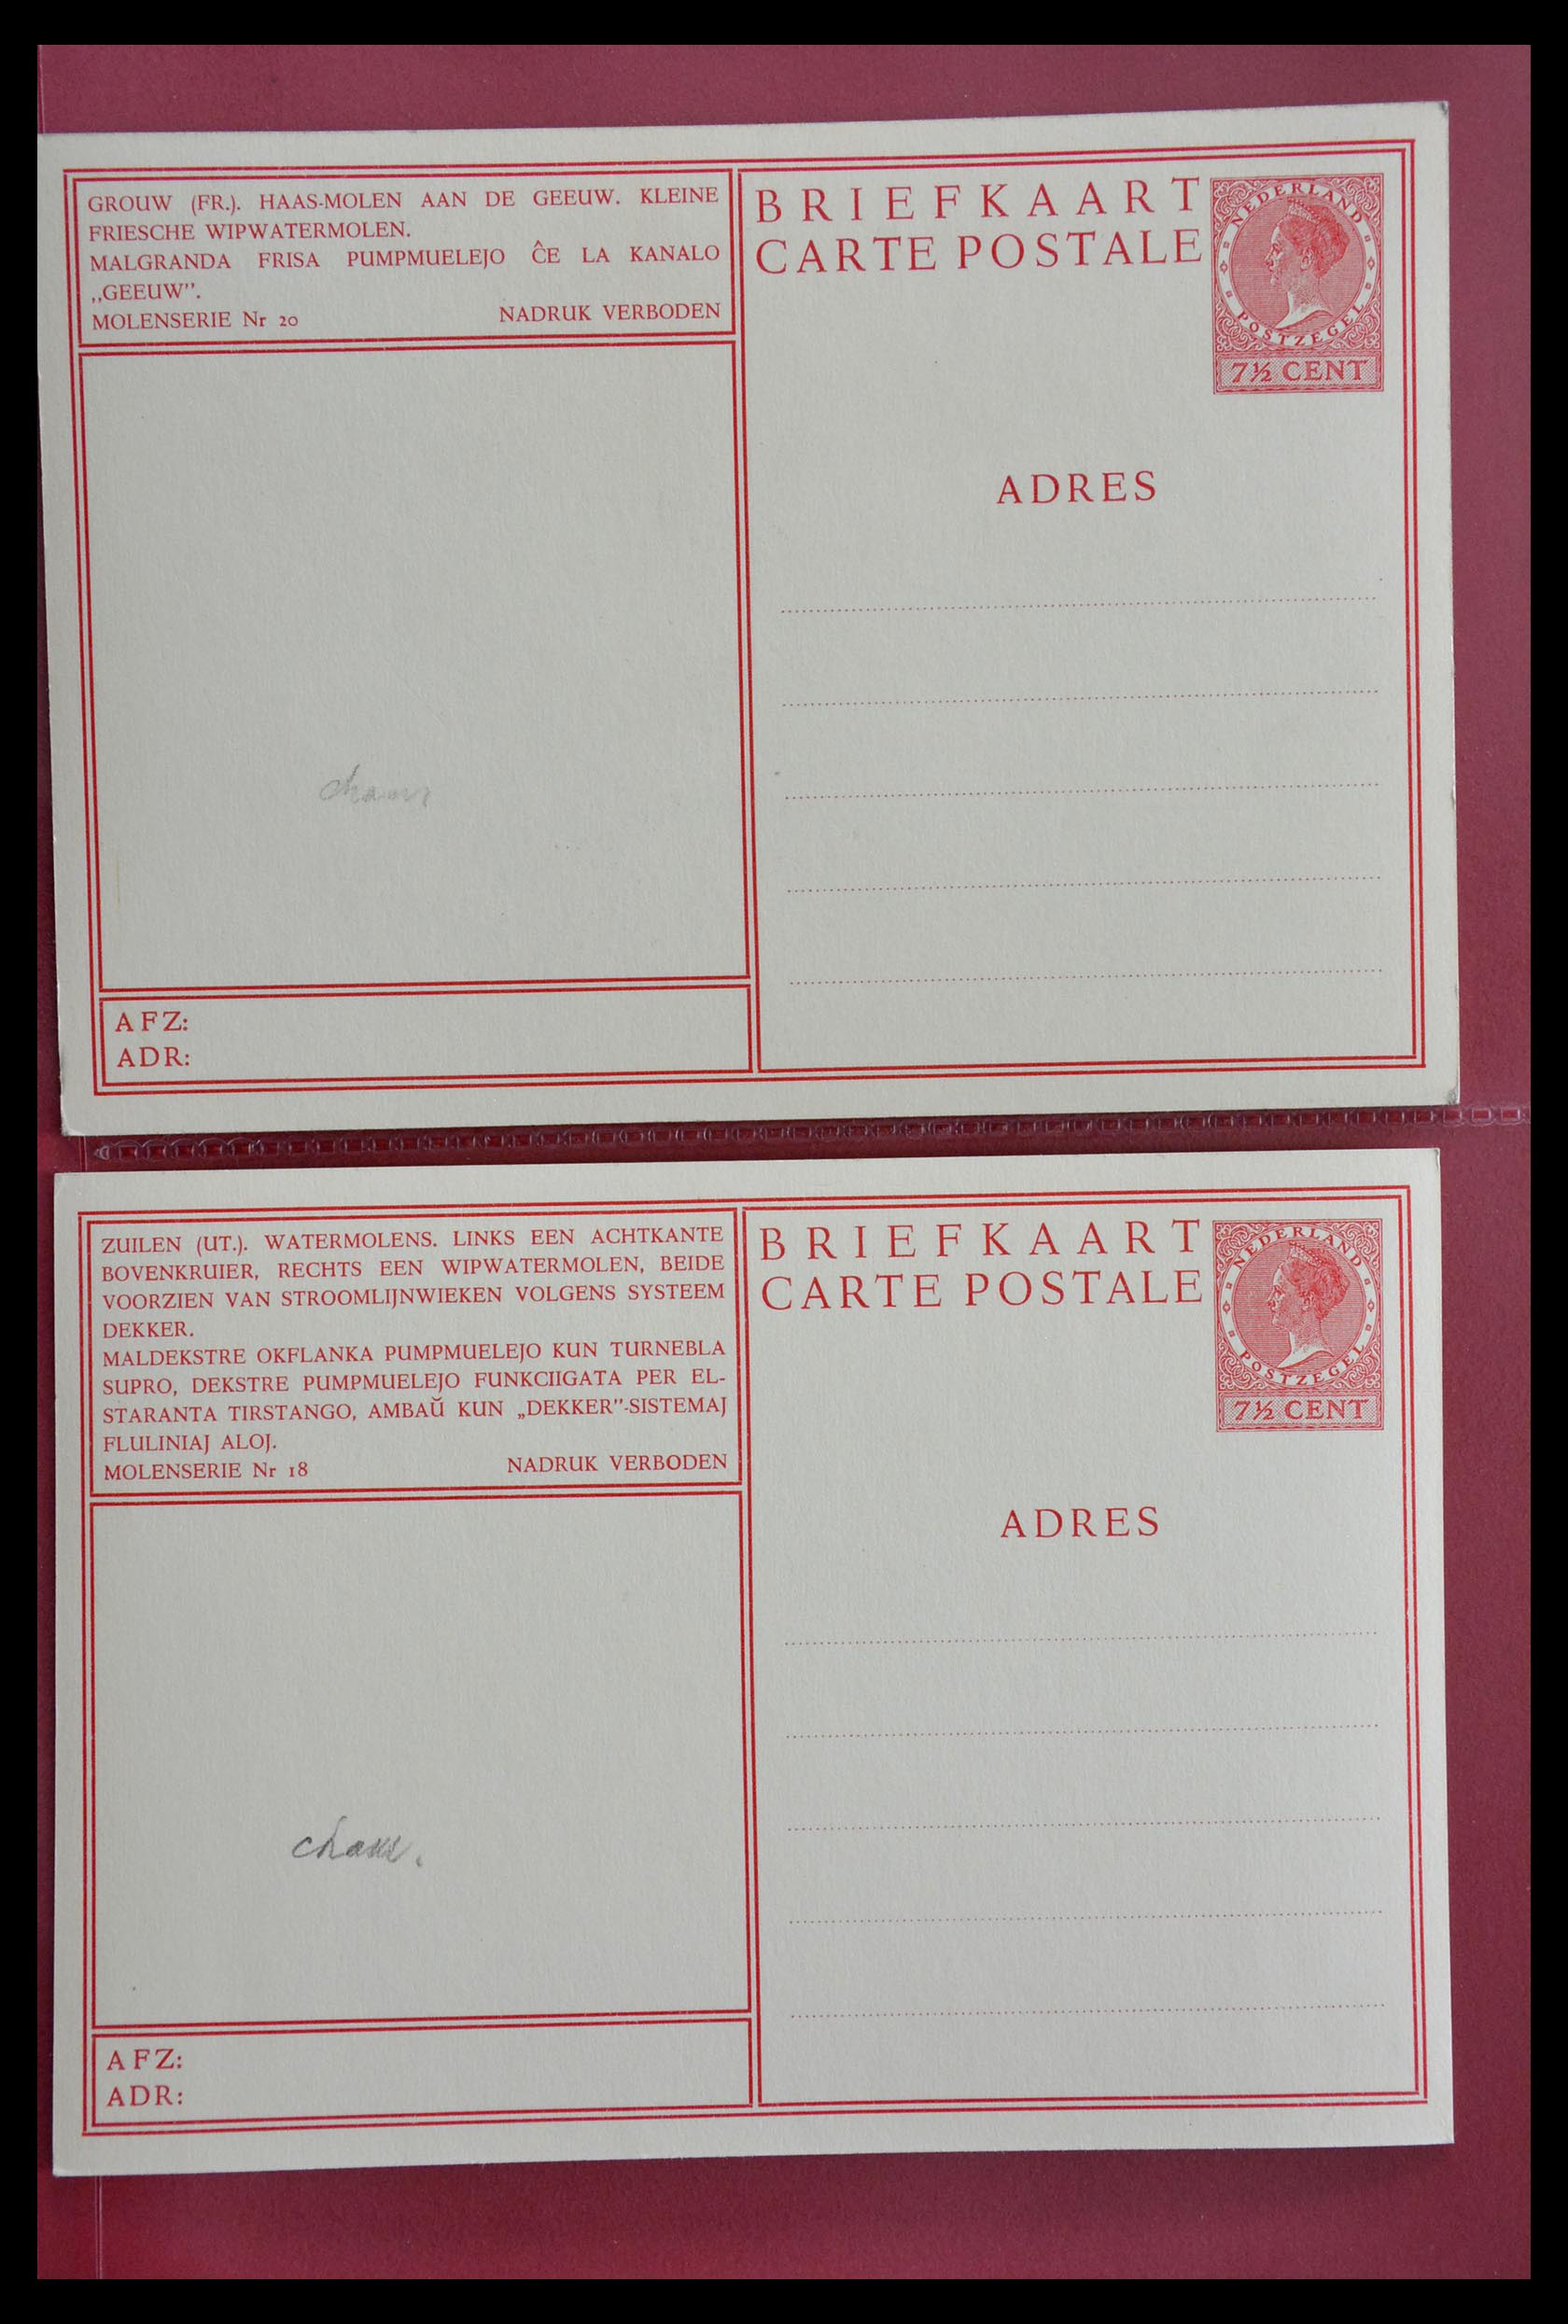 GROUW (FR.). HAAS-MOLEN AAN DE GEEUW. KLEINE
FRIESCHE WIPWATERMOLEN.
MALGRANDA FRISA PUMPMUELEJO ĈE LA KANALO
„GEEUW”.
MOLENSERIE Nr 20 NADRUK VERBODEN
BRIEFKAART
CARTE POSTALE
NEDERLAND
POSTZEGEL
7½ CENT
ADRES
AFZ:
ADR:
ZUILEN (UT.). WATERMOLENS. LINKS EEN ACHTKANTE
BOVENKRUIER, RECHTS EEN WIPWATERMOLEN, BEIDE
VOORZIEN VAN STROOMLIJNWIEKEN VOLGENS SYSTEEM
DEKKER.
MALDEKSTRE OKFLANKA PUMPMUELEJO KUN TURNEBLA
SUPRO, DEKSTRE PUMPMUELEJO FUNKCIIGATA PER EL-
STARANTA TIRSTANGO, AMBAŬ KUN „DEKKER”-SISTEMAJ
FLULINIAJ ALOJ.
MOLENSERIE Nr 18 NADRUK VERBODEN
BRIEFKAART
CARTE POSTALE
NEDERLAND
POSTZEGEL
7½ CENT
ADRES
AFZ:
ADR: